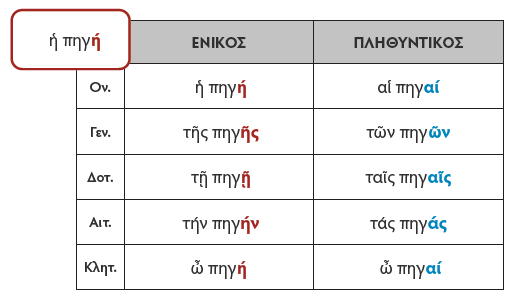 ἡ πηγή ΕΝΙΚΟΣ ΠΛΗΘΥΝΤΙΚΟΣ
Ον. ἡ πηγή αἱ πηγαί
Γεν. τῆς πηγῆς τῶν πηγῶν
Δοτ. τῇ πηγῇ ταῖς πηγαῖς
Αιτ. τήν πηγήν τάς πηγάς
Κλητ. ὦ πηγή ὦ πηγαί